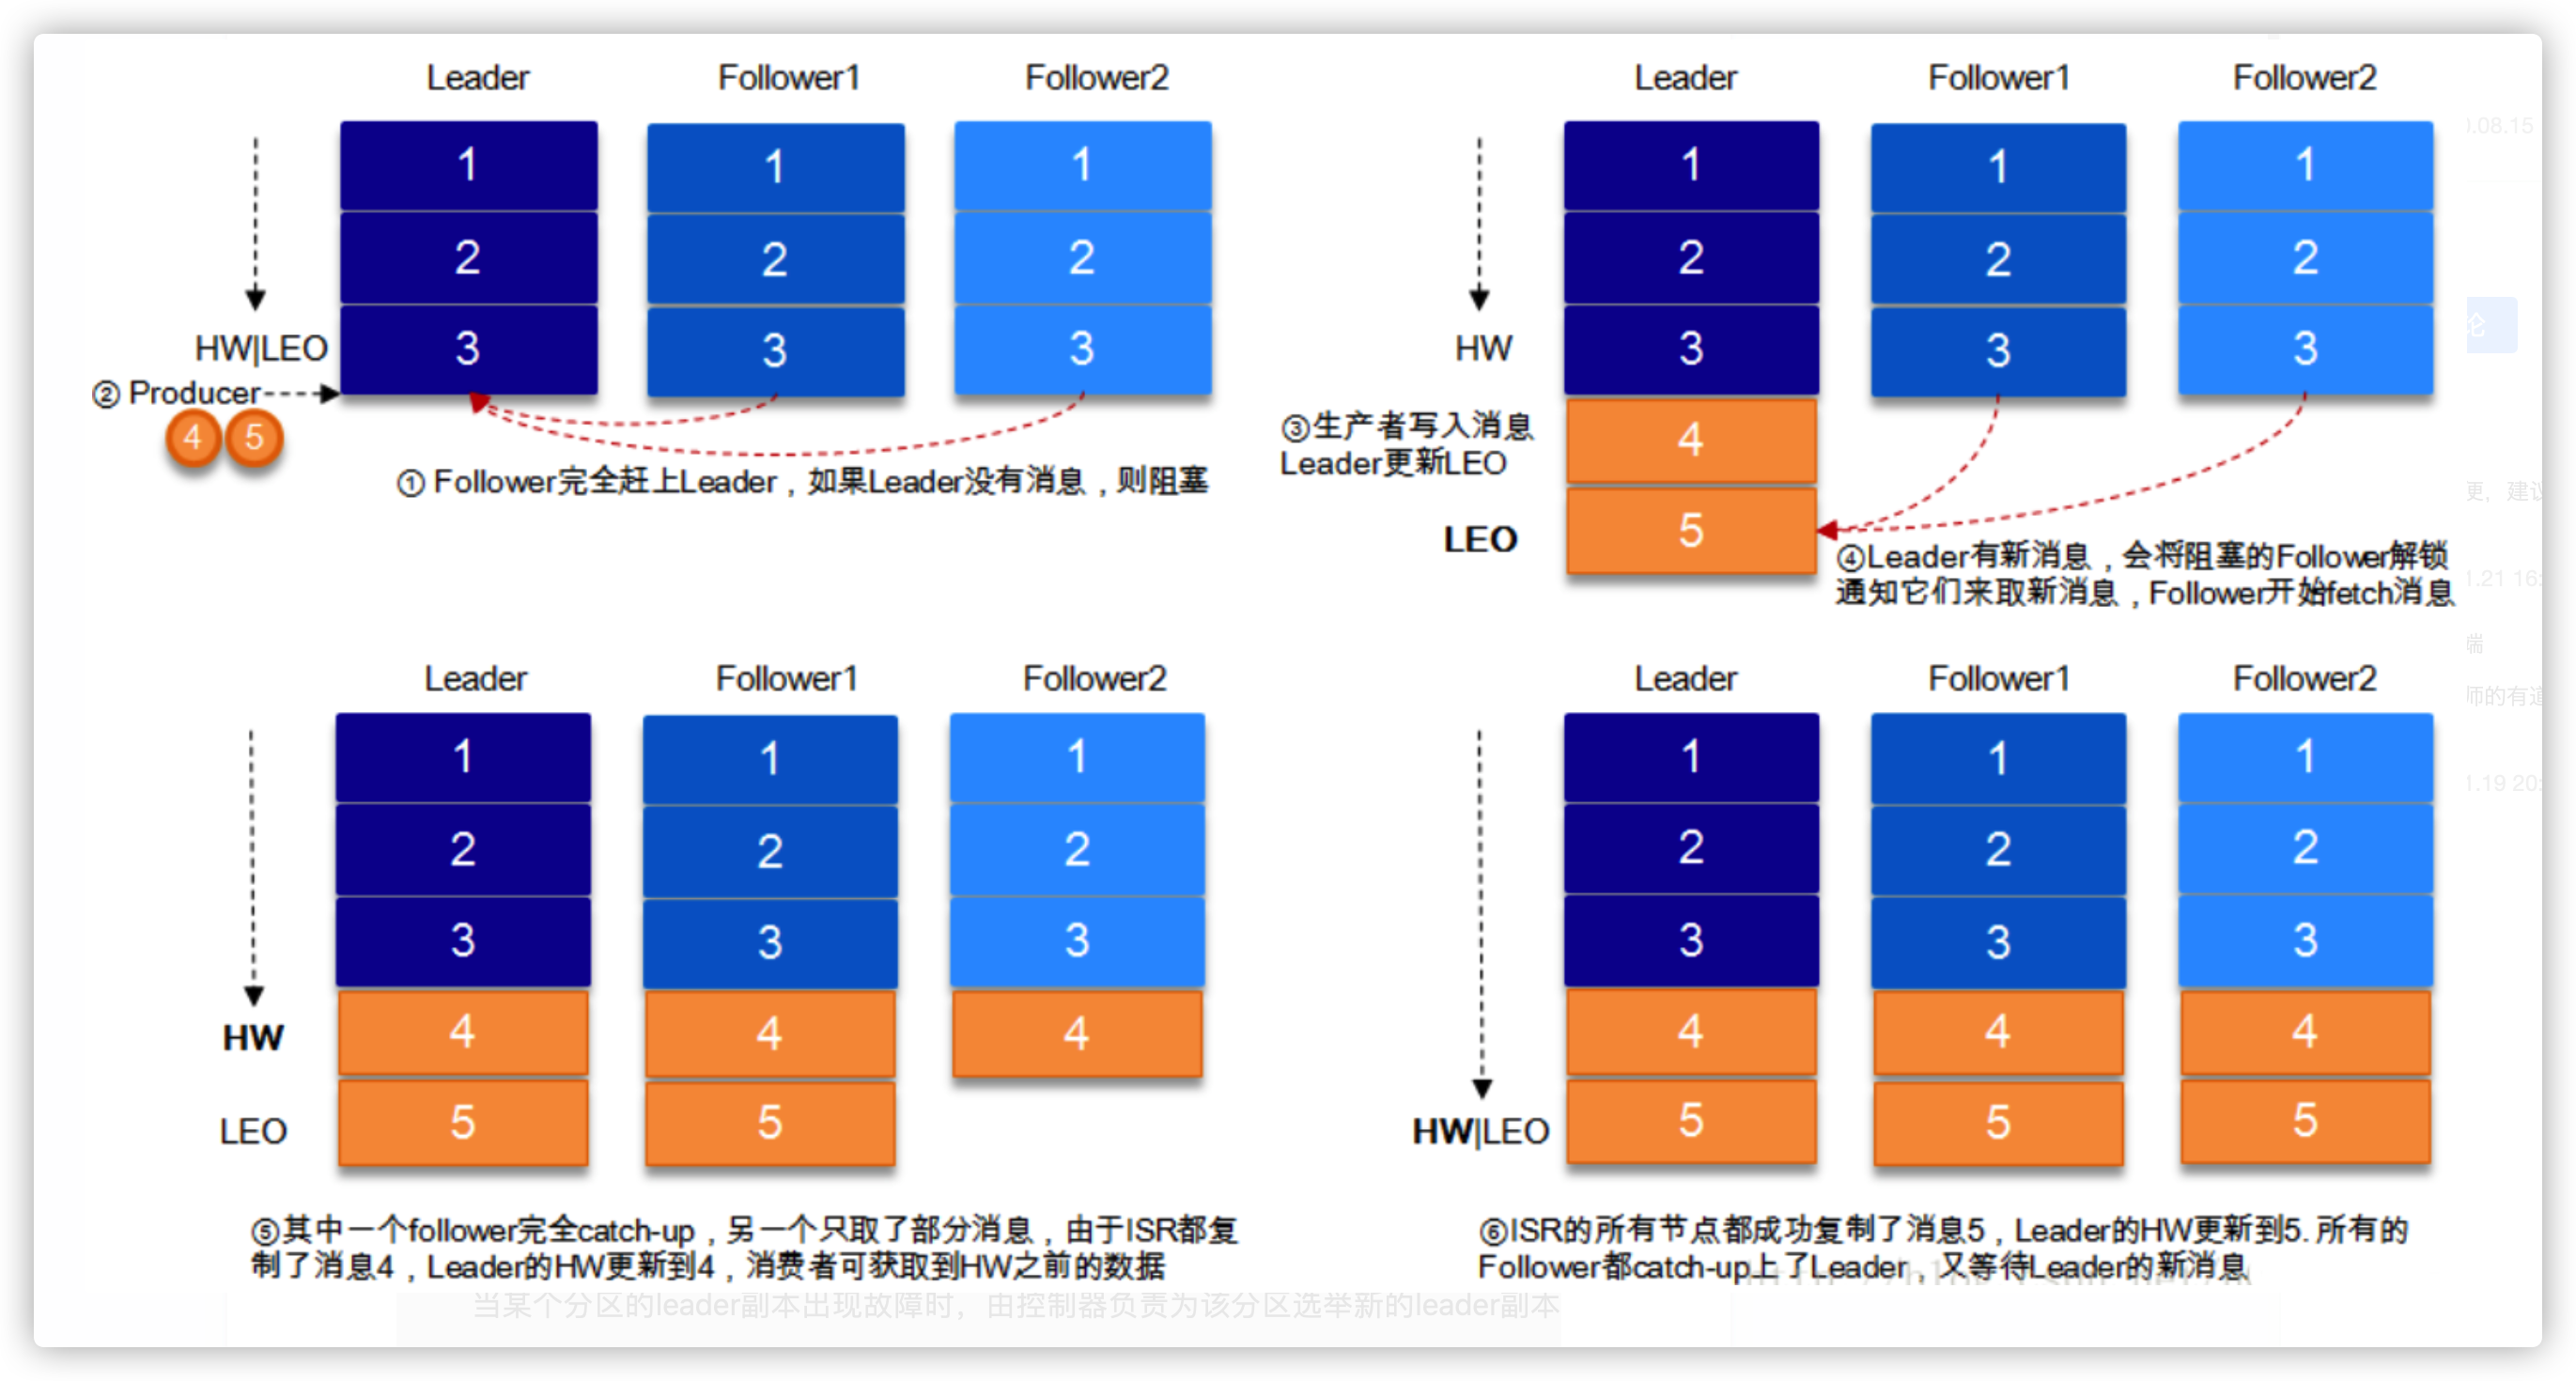 Leader Follower1 Follower2
1 1 1
2 2 2
HW|LEO 3 3 3
② Producer
4 5
① Follower完全赶上Leader，如果Leader没有消息，则阻塞
Leader Follower1 Follower2
1 1 1
2 2 2
HW 3 3 3
③生产者写入消息
Leader更新LEO
4
LEO 5
④Leader有新消息，会将阻塞的Follower解锁
通知它们来取新消息，Follower开始fetch消息
Leader Follower1 Follower2
1 1 1
2 2 2
3 3 3
HW 4 4 4
LEO 5 5
⑤其中一个follower完全catch-up，另一个只取了部分消息，由于ISR都复
制了消息4，Leader的HW更新到4，消费者可获取到HW之前的数据
Leader Follower1 Follower2
1 1 1
2 2 2
3 3 3
4 4 4
HW|LEO 5 5 5
⑥ISR的所有节点都成功复制了消息5，Leader的HW更新到5. 所有的
Follower都catch-up上了Leader，又等待Leader的新消息
当某个分区的leader副本出现故障时，由控制器负责为该分区选举新的leader副本
.08.15
论
更，建议
1.21 16:
端
师的有道
1.19 20: